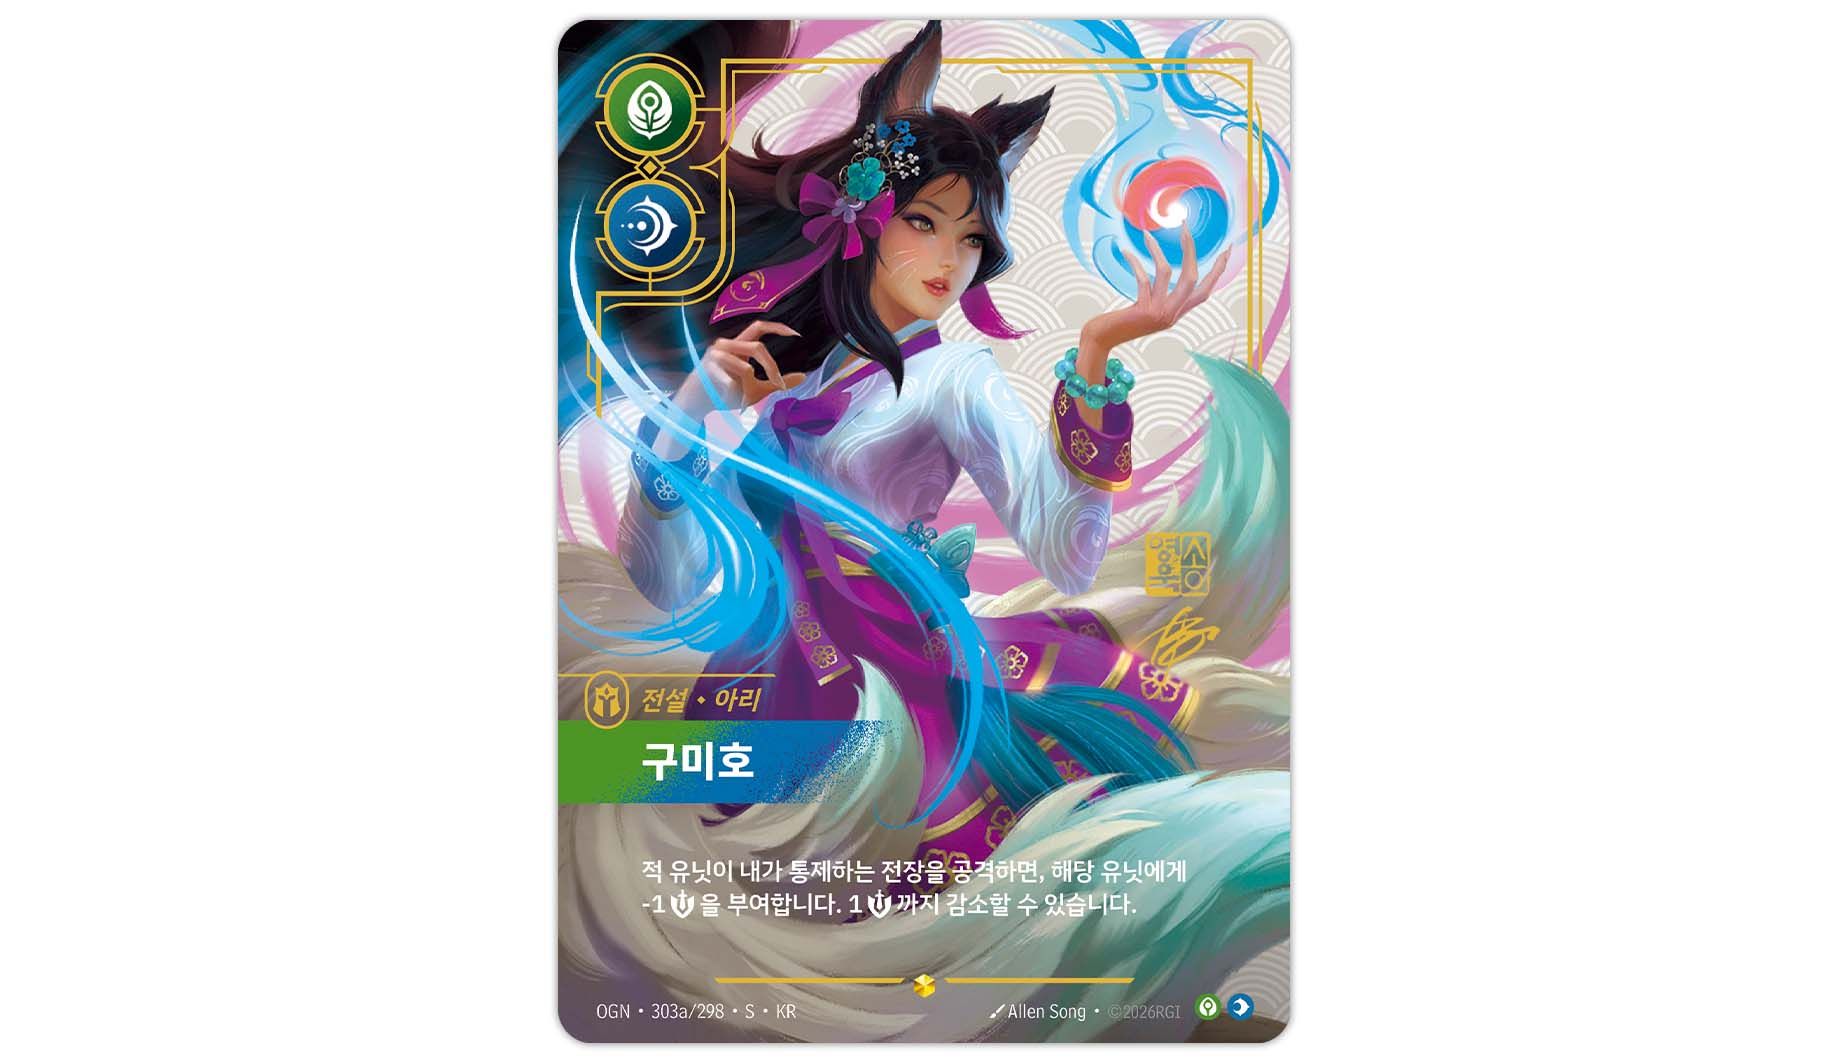 전설 • 아리
구미호
적 유닛이 내가 통제하는 전장을 공격하면, 해당 유닛에게
-1 을 부여합니다. 1 까지 감소할 수 있습니다.
OGN • 303a/298 • S • KR
Allen Song • ©2026RGI